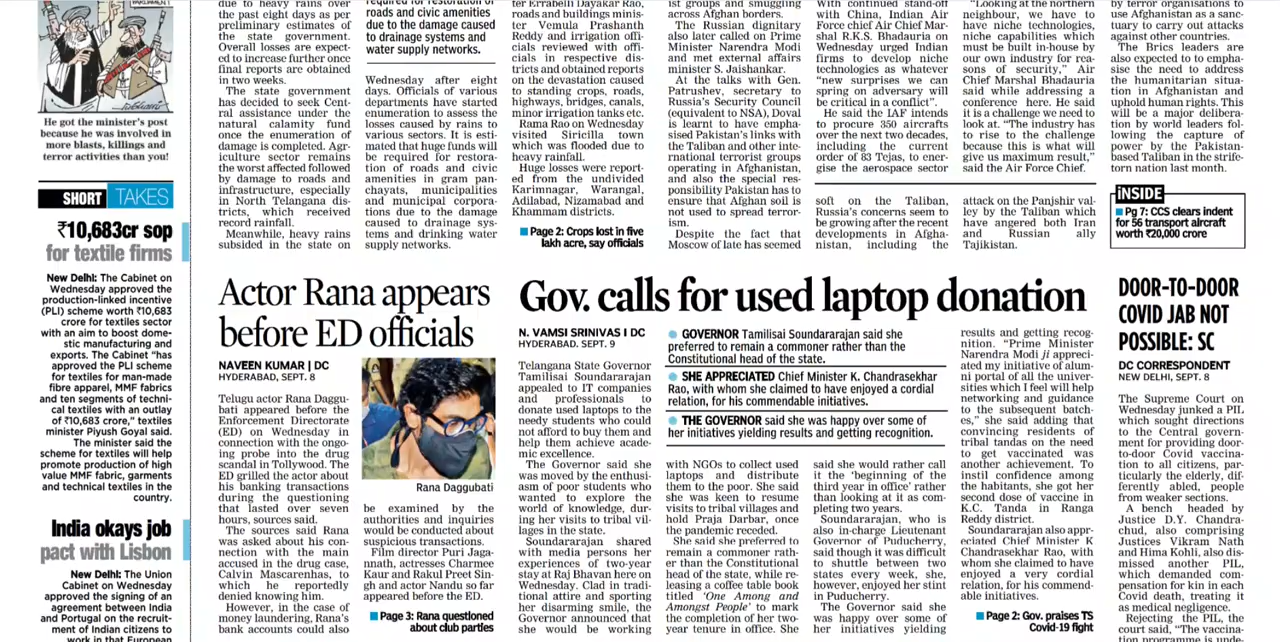 PARLIAMENT
He got the minister's post
because he was involved in
more blasts, killings and
terror activities than you!
SHORT TAKES
₹10,683cr sop
for textile firms
New Delhi: The Cabinet on
Wednesday approved the
production-linked incentive
(PLI) scheme worth ₹10,683
crore for textiles sector
with an aim to boost dome-
stic manufacturing and
exports. The Cabinet “has
approved the PLI scheme
for textiles for man-made
fibre apparel, MMF fabrics
and ten segments of techni-
cal textiles with an outlay
of ₹10,683 crore,” textiles
minister Piyush Goyal said.
The minister said the
scheme for textiles will help
promote production of high
value MMF fabric, garments
and technical textiles in the
country.
India okays job
pact with Lisbon
New Delhi: The Union
Cabinet on Wednesday
approved the signing of an
agreement between India
and Portugal on the recruit-
ment of Indian citizens to
work in that European
due to heavy rains over
the past eight days as per
preliminary estimates of
the state government.
Overall losses are expect-
ed to increase further once
final reports are obtained
in two weeks.
The state government
has decided to seek Cent-
ral assistance under the
natural calamity fund
once the enumeration of
damage is completed. Agr-
iculture sector remains
the worst affected followed
by damage to roads and
infrastructure, especially
in North Telangana dis-
tricts, which received
record rainfall.
Meanwhile, heavy rains
subsided in the state on
required for restoration of
roads and civic amenities
due to the damage caused
to drainage systems and
water supply networks.
Wednesday after eight
days. Officials of various
departments have started
enumeration to assess the
losses caused by rains to
various sectors. It is esti-
mated that huge funds will
be required for restora-
tion of roads and civic
amenities in gram pan-
chayats, municipalities
and municipal corpora-
tions due to the damage
caused to drainage sys-
tems and drinking water
supply networks.
ter Errabelli Dayakar Rao,
roads and buildings minis-
ter Vemula Prashanth
Reddy and irrigation offi-
cials reviewed with offi-
cials in respective dis-
tricts and obtained reports
on the devastation caused
to standing crops, roads,
highways, bridges, canals,
minor irrigation tanks etc.
Rama Rao on Wednesday
visited Siricilla town
which was flooded due to
heavy rainfall.
Huge losses were report-
ed from the undivided
Karimnagar, Warangal,
Adilabad, Nizamabad and
Khammam districts.
Page 2: Crops lost in five
lakh acre, say officials
ist groups and smuggling
across Afghan borders.
The Russian dignitary
also later called on Prime
Minister Narendra Modi
and met external affairs
minister S. Jaishankar.
At the talks with Gen.
Patrushev, secretary to
Russia's Security Council
(equivalent to NSA), Doval
is learnt to have empha-
sised Pakistan's links with
the Taliban and other inte-
rnational terrorist groups
operating in Afghanistan,
and also the special res-
ponsibility Pakistan has to
ensure that Afghan soil is
not used to spread terror-
ism.
Despite the fact that
Moscow of late has seemed
With continued stand-off
with China, Indian Air
Force chief Air Chief Mar-
shal R.K.S. Bhadauria on
Wednesday urged Indian
firms to develop niche
technologies as whatever
“new surprises we can
spring on adversary will
be critical in a conflict”.
He said the IAF intends
to procure 350 aircrafts
over the next two decades,
including the current
order of 83 Tejas, to ener-
gise the aerospace sector
“Looking at the northern
neighbour, we have to
have niche technologies,
niche capabilities which
must be built in-house by
our own industry for rea-
sons of security,” Air
Chief Marshal Bhadauria
said while addressing a
conference here. He said
it is a challenge we need to
look at. “The industry has
to rise to the challenge
because this is what will
give us maximum result,”
said the Air Force Chief.
soft on the Taliban,
Russia's concerns seem to
be growing after the recent
developments in Afgha-
nistan, including the
attack on the Panjshir val-
ley by the Taliban which
have angered both Iran
and Russian ally
Tajikistan.
by terror organisations to
use Afghanistan as a sanc-
tuary to carry out attacks
against other countries.
The Brics leaders are
also expected to to empha-
sise the need to address
the humanitarian situa-
tion in Afghanistan and
uphold human rights. This
will be a major delibera-
tion by world leaders foll-
owing the capture of
power by the Pakistan-
based Taliban in the strife-
torn nation last month.
INSIDE
Pg 7: CCS clears indent
for 56 transport aircraft
worth ₹20,000 crore
Actor Rana appears
before ED officials
NAVEEN KUMAR | DC
HYDERABAD, SEPT. 8
Telugu actor Rana Daggu-
bati appeared before the
Enforcement Directorate
(ED) on Wednesday in
connection with the ongo-
ing probe into the drug
scandal in Tollywood. The
ED grilled the actor about
his banking transactions
during the questioning
that lasted over seven
hours, sources said.
The sources said Rana
was asked about his con-
nection with the main
accused in the drug case,
Calvin Mascarenhas, to
which he reportedly
denied knowing him.
However, in the case of
money laundering, Rana's
bank accounts could also
Rana Daggubati
be examined by the
authorities and inquiries
would be conducted about
suspicious transactions.
Film director Puri Jaga-
nnath, actresses Charmee
Kaur and Rakul Preet Sin-
gh and actor Nandu so far
appeared before the ED.
Page 3: Rana questioned
about club parties
Gov. calls for used laptop donation
N. VAMSI SRINIVAS I DC
HYDERABAD. SEPT. 9
Telangana State Governor
Tamilisai Soundararajan
appealed to IT companies
and professionals to
donate used laptops to the
needy students who could
not afford to buy them and
help them achieve acade-
mic excellence.
The Governor said she
was moved by the enthusi-
asm of poor students who
wanted to explore the
world of knowledge, dur-
ing her visits to tribal vil-
lages in the state.
Soundararajan shared
with media persons her
experiences of two-year
stay at Raj Bhavan here on
Wednesday. Clad in tradi-
tional attire and sporting
her disarming smile, the
Governor announced that
she would be working
GOVERNOR Tamilisai Soundararajan said she
preferred to remain a commoner rather than the
Constitutional head of the state.
SHE APPRECIATED Chief Minister K. Chandrasekhar
Rao, with whom she claimed to have enjoyed a cordial
relation, for his commendable initiatives.
THE GOVERNOR said she was happy over some of
her initiatives yielding results and getting recognition.
with NGOs to collect used
laptops and distribute
them to the poor. She said
she was keen to resume
visits to tribal villages and
hold Praja Darbar, once
the pandemic receded.
She said she preferred to
remain a commoner rath-
er than the Constitutional
head of the state, while re-
leasing a coffee table book
titled ‘One Among and
Amongst People’ to mark
the completion of her two-
year tenure in office. She
said she would rather call
it the ‘beginning of the
third year in office’ rather
than looking at it as com-
pleting two years.
Soundararajan, who is
also in-charge Lieutenant
Governor of Puducherry,
said though it was difficult
to shuttle between two
states every week, she,
however, enjoyed her stint
in Puducherry.
The Governor said she
was happy over some of
her initiatives yielding
results and getting recog-
nition. “Prime Minister
Narendra Modi ji appreci-
ated my initiative of alum-
ni portal of all the univer-
sities which I feel will help
networking and guidance
to the subsequent batch-
es,” she said adding that
convincing residents of
tribal tandas on the need
to get vaccinated was
another achievement. To
instil confidence among
the habitants, she got her
second dose of vaccine in
K.C. Tanda in Ranga
Reddy district.
Soundararajan also appr-
eciated Chief Minister K
Chandrasekhar Rao, with
whom she claimed to have
enjoyed a very cordial
relation, for his commend-
able initiatives.
Page 2: Gov. praises TS
Covid-19 fight
DOOR-TO-DOOR
COVID JAB NOT
POSSIBLE: SC
DC CORRESPONDENT
NEW DELHI, SEPT. 8
The Supreme Court on
Wednesday junked a PIL
which sought directions
to the Central govern-
ment for providing door-
to-door Covid vaccina-
tion to all citizens, par-
ticularly the elderly, dif-
ferently abled, people
from weaker sections.
A bench headed by
Justice D.Y. Chandra-
chud, also comprising
Justices Vikram Nath
and Hima Kohli, also dis-
missed another PIL,
which demanded com-
pensation for kin in each
Covid death, treating it
as medical negligence.
Rejecting the PIL, the
court said, “The vaccina-
tion programme is unde-